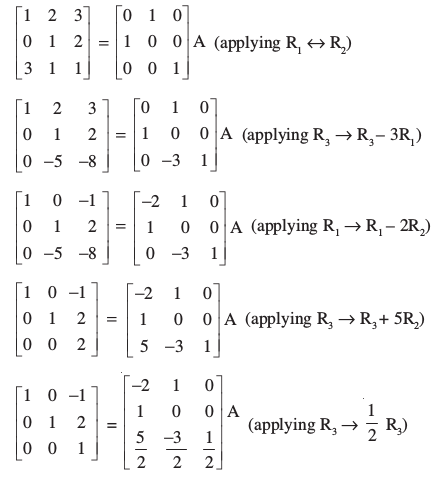 [1 2 3] [0 1 0]
[0 1 2] = [1 0 0] A (applying R₁ ↔ R₂)
[3 1 1] [0 0 1]
[1 2 3] [0 1 0]
[0 1 2] = [1 0 0] A (applying R₃ → R₃ – 3R₁)
[0 –5 –8] [0 –3 1]
[1 0 –1] [–2 1 0]
[0 1 2] = [1 0 0] A (applying R₁ → R₁ – 2R₂)
[0 –5 –8] [0 –3 1]
[1 0 –1] [–2 1 0]
[0 1 2] = [1 0 0] A (applying R₃ → R₃ + 5R₂)
[0 0 2] [5 –3 1]
[1 0 –1] [–2 1 0]
[0 1 2] = [1 0 0] A (applying R₃ → 1/2 R₃)
[0 0 1] [5/2 –3/2 1/2]